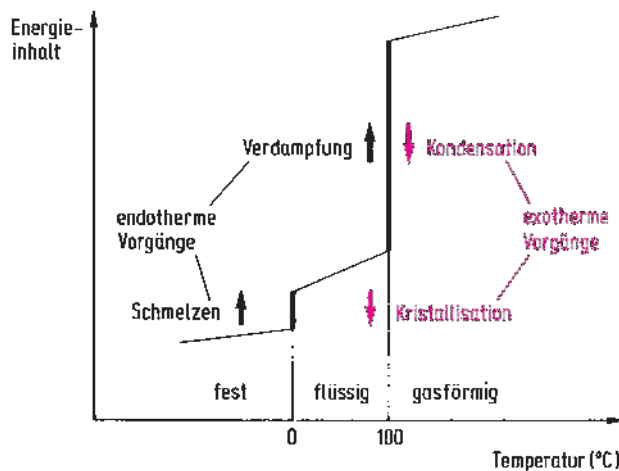 Energie-
inhalt
Verdampfung
Kondensation
endotherme
Vorgänge
exotherme
Vorgänge
Schmelzen
Kristallisation
fest
flüssig
gasförmig
0
100
Temperatur (°C)